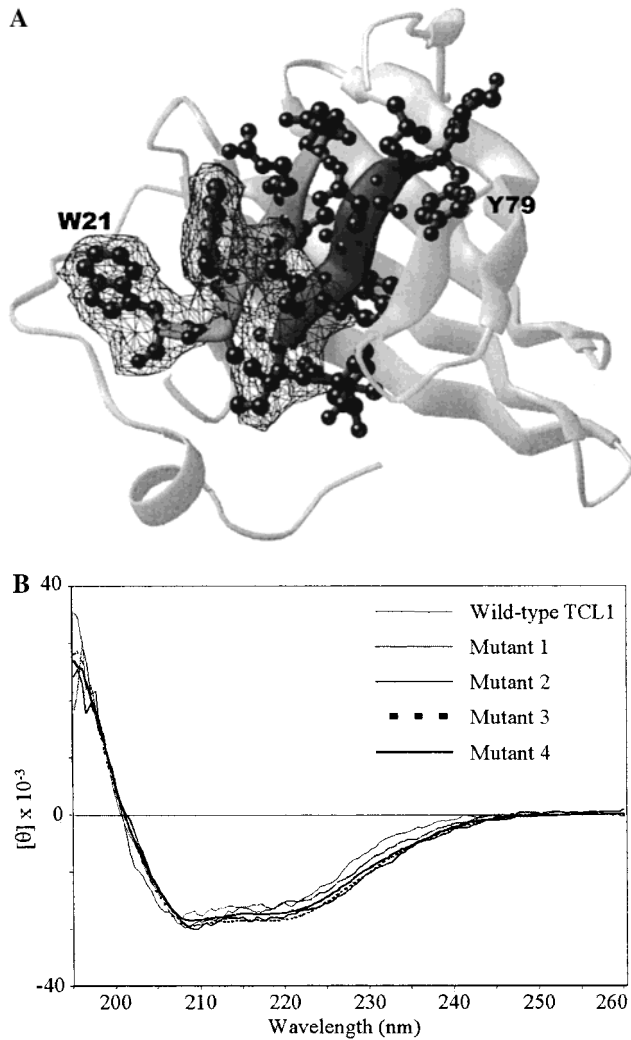 A
W21
Y79
B
40
Wild-type TCL1
Mutant 1
Mutant 2
Mutant 3
Mutant 4
0
[θ] x 10-3
-40
200 210 220 230 240 250 260
Wavelength (nm)